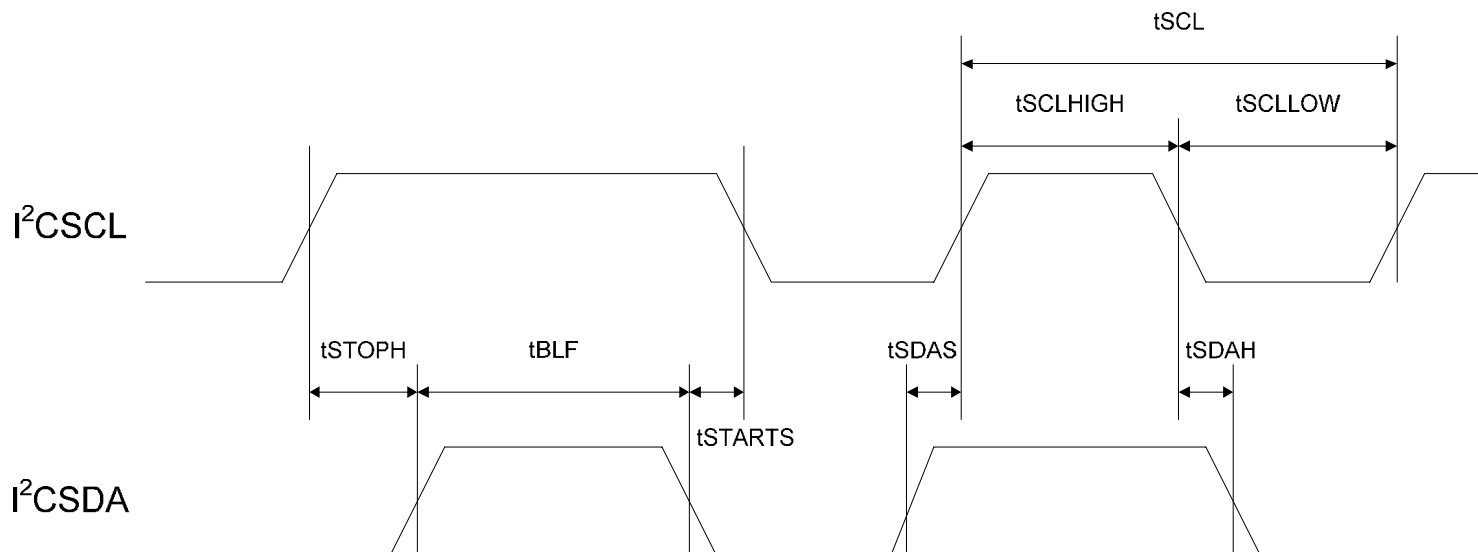 tSCL
tSCLHIGH
tSCLLOW
I²CSCL
tSTOPH
tBLF
tSDAS
tSDAH
tSTARTS
I²CSDA